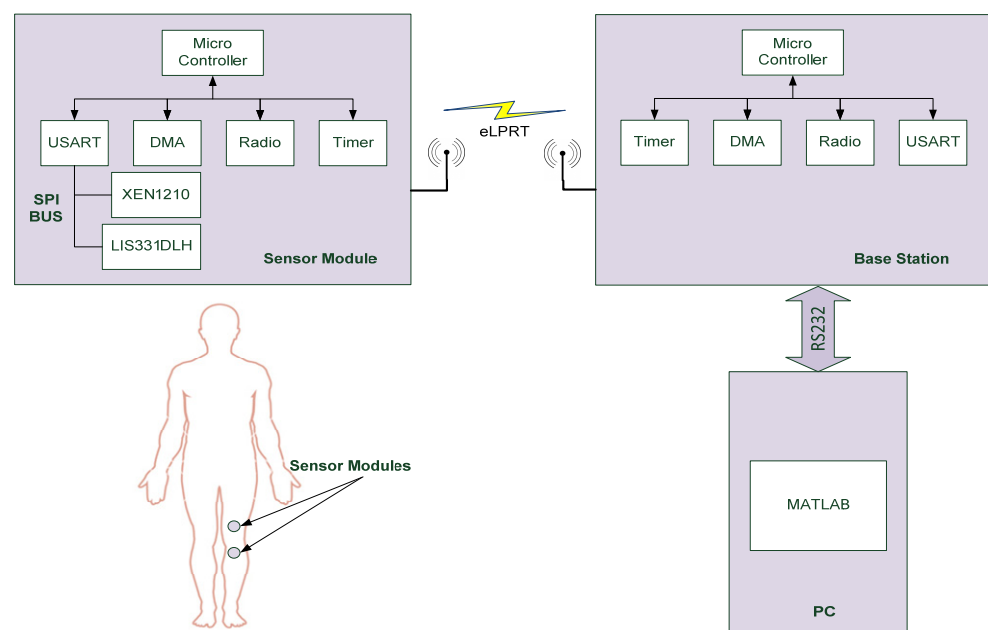 Micro
Controller
USART
DMA
Radio
Timer
SPI
BUS
XEN1210
LIS331DLH
Sensor Module
eLPRT
Micro
Controller
Timer
DMA
Radio
USART
Base Station
RS232
Sensor Modules
MATLAB
PC